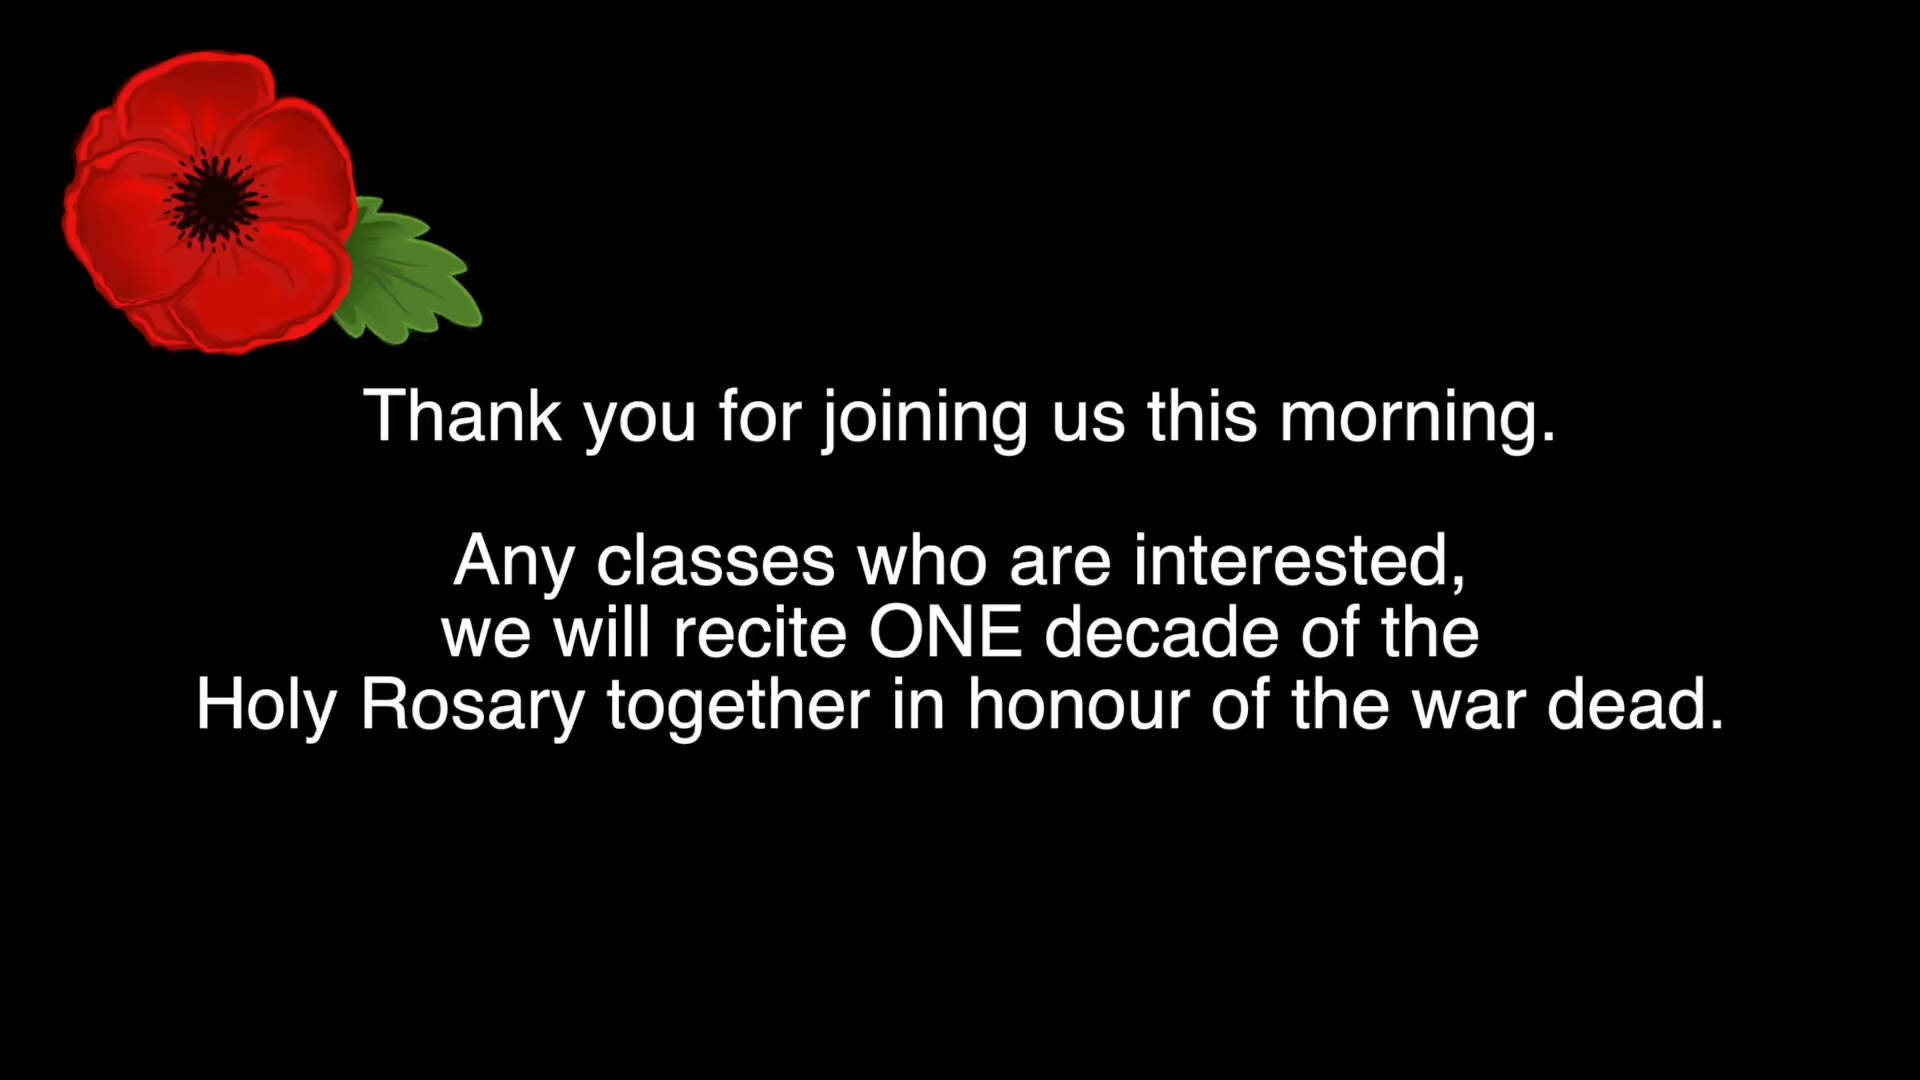 Thank you for joining us this morning.
Any classes who are interested,
we will recite ONE decade of the
Holy Rosary together in honour of the war dead.